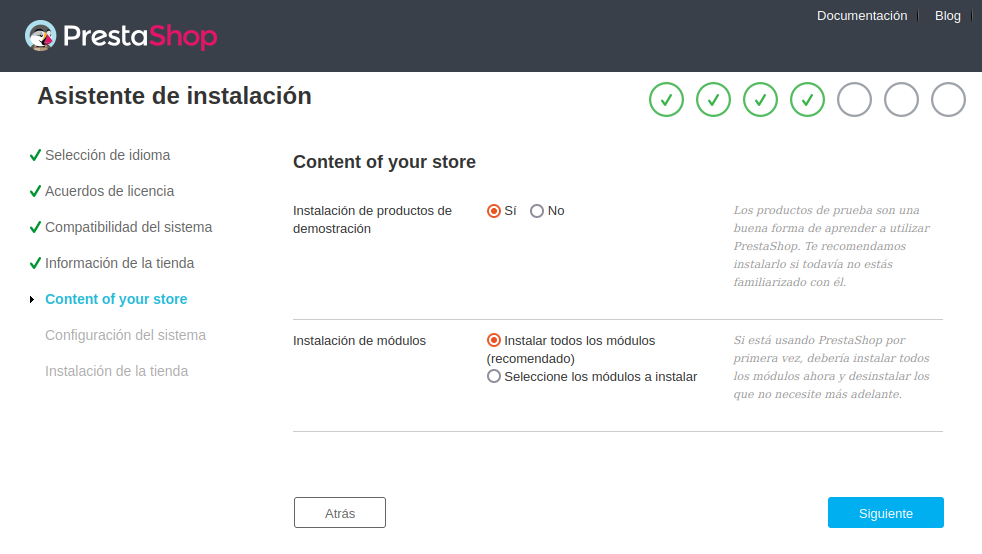 Documentación
Blog
PrestaShop
Asistente de instalación
Selección de idioma
Acuerdos de licencia
Compatibilidad del sistema
Información de la tienda
Content of your store
Configuración del sistema
Instalación de la tienda
Content of your store
Instalación de productos de
demostración
Sí
No
Los productos de prueba son una
buena forma de aprender a utilizar
PrestaShop. Te recomendamos
instalarlo si todavía no estás
familiarizado con él.
Instalación de módulos
Instalar todos los módulos
(recomendado)
Seleccione los módulos a instalar
Si está usando PrestaShop por
primera vez, debería instalar todos
los módulos ahora y desinstalar los
que no necesite más adelante.
Atrás
Siguiente